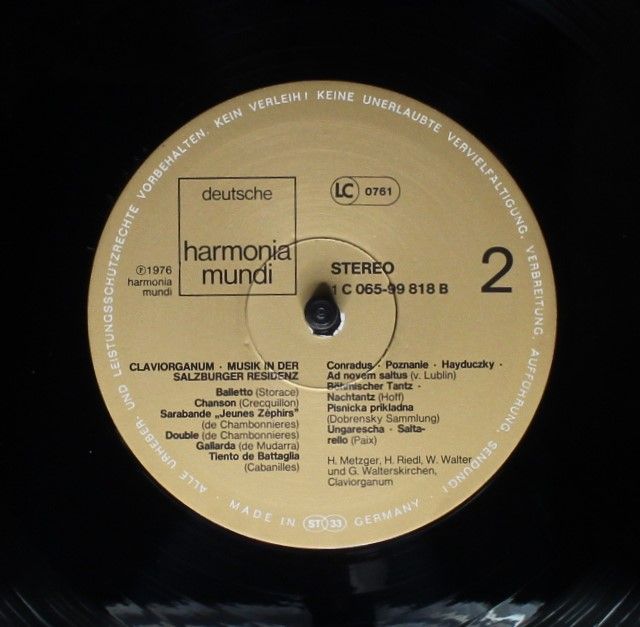 ALLE URHEBER- UND LEISTUNGSSCHUTZRECHTE VORBEHALTEN. KEIN VERLEIH! KEINE UNERLAUBTE VERVIELFÄLTIGUNG, VERBREITUNG, AUFFÜHRUNG, SENDUNG!
deutsche
harmonia
mundi
LC 0761
℗1976
harmonia
mundi
STEREO
1 C 065-99 818 B
2
CLAVIORGANUM · MUSIK IN DER
SALZBURGER RESIDENZ
Balletto (Storace)
Chanson (Crecquillon)
Sarabande „Jeunes Zéphirs"
(de Chambonnieres)
Double (de Chambonnieres)
Gallarda (de Mudarra)
Tiento de Battaglia
(Cabanilles)
Conradus · Poznanie · Hayduczky ·
Ad novem saltus (v. Lublin)
Böhmischer Tantz ·
Nachtantz (Hoff)
Pisnicka prikladna
(Dobrensky Sammlung)
Ungarescha · Salta-
rello (Paix)
H. Metzger, H. Riedl, W. Walter
und G. Walterskirchen,
Claviorganum
MADE IN ST 33 GERMANY